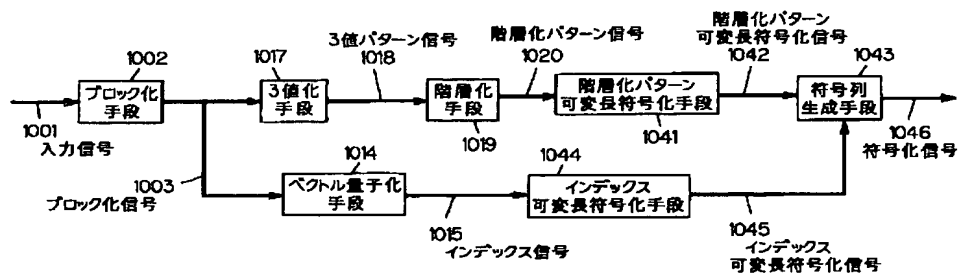 1001
入力信号
1002
ブロック化
手段
1003
ブロック化信号
1017
3値化
手段
3値パターン信号
1018
階層化
手段
1019
階層化パターン信号
1020
階層化パターン
可変長符号化手段
1041
階層化パターン
可変長符号化信号
1042
1043
符号列
生成手段
1046
符号化信号
1014
ベクトル量子化
手段
1015
インデックス信号
1044
インデックス
可変長符号化手段
1045
インデックス
可変長符号化信号